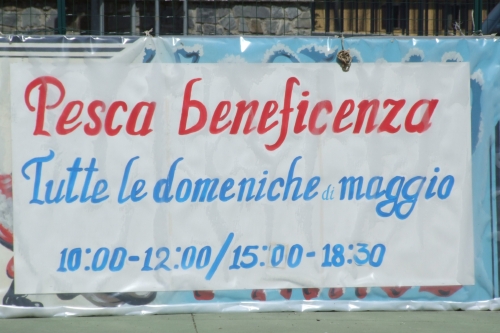 Pesca beneficenza
Tutte le domeniche di maggio
10:00-12:00/15:00-18:30